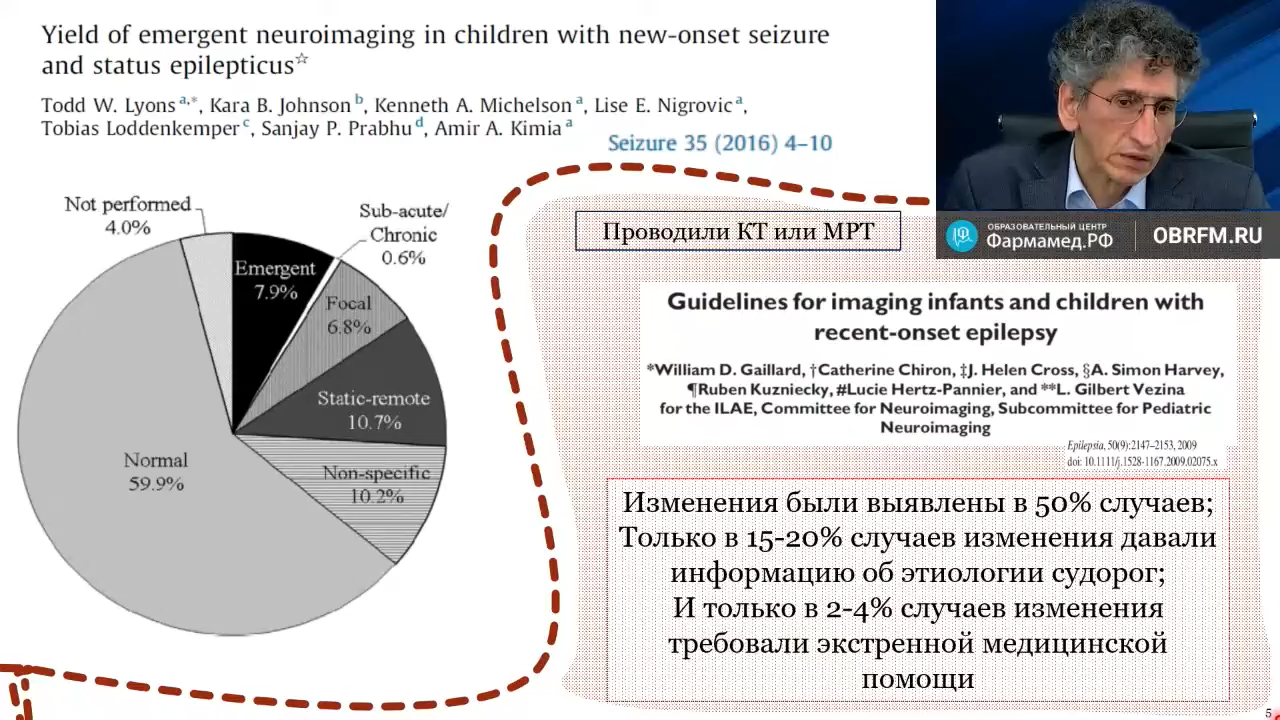 Yield of emergent neuroimaging in children with new-onset seizure
and status epilepticus☆
Todd W. Lyons a,*, Kara B. Johnson b, Kenneth A. Michelson a, Lise E. Nigrovic a,
Tobias Loddenkemper c, Sanjay P. Prabhu d, Amir A. Kimia a
Seizure 35 (2016) 4–10
ОБРАЗОВАТЕЛЬНЫЙ ЦЕНТР
Фармамед.РФ
OBRFM.RU
Not performed
4.0%
Sub-acute/
Chronic
0.6%
Emergent
7.9%
Focal
6.8%
Static-remote
10.7%
Normal
59.9%
Non-specific
10.2%
Проводили КТ или МРТ
Guidelines for imaging infants and children with
recent-onset epilepsy
*William D. Gaillard, †Catherine Chiron, ‡J. Helen Cross, §A. Simon Harvey,
¶Ruben Kuzniecky, #Lucie Hertz-Pannier, and **L. Gilbert Vezina
for the ILAE, Committee for Neuroimaging, Subcommittee for Pediatric
Neuroimaging
Epilepsia, 50(9):2147–2153, 2009
doi: 10.1111/j.1528-1167.2009.02075.x
Изменения были выявлены в 50% случаев;
Только в 15-20% случаев изменения давали
информацию об этиологии судорог;
И только в 2-4% случаев изменения
требовали экстренной медицинской
помощи
5